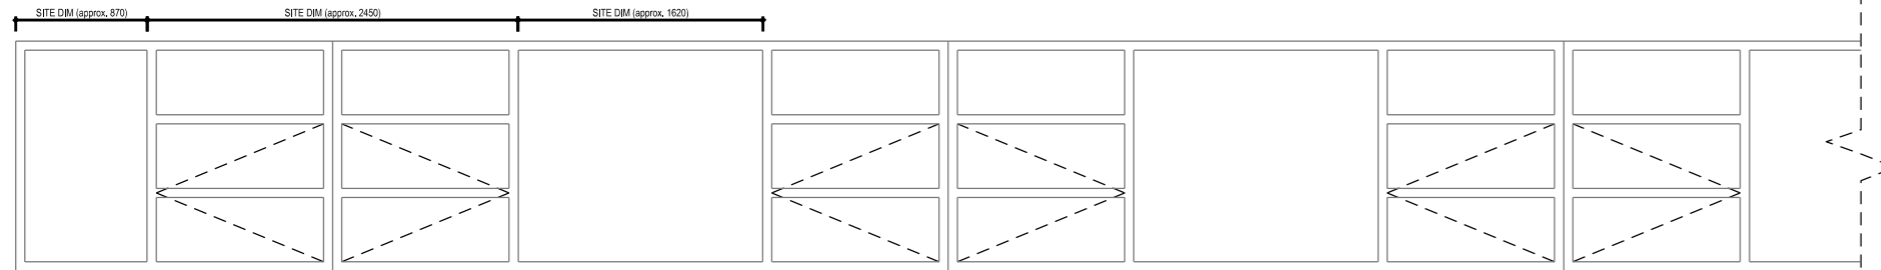 SITE DIM (approx. 870)
SITE DIM (approx. 2450)
SITE DIM (approx. 1620)